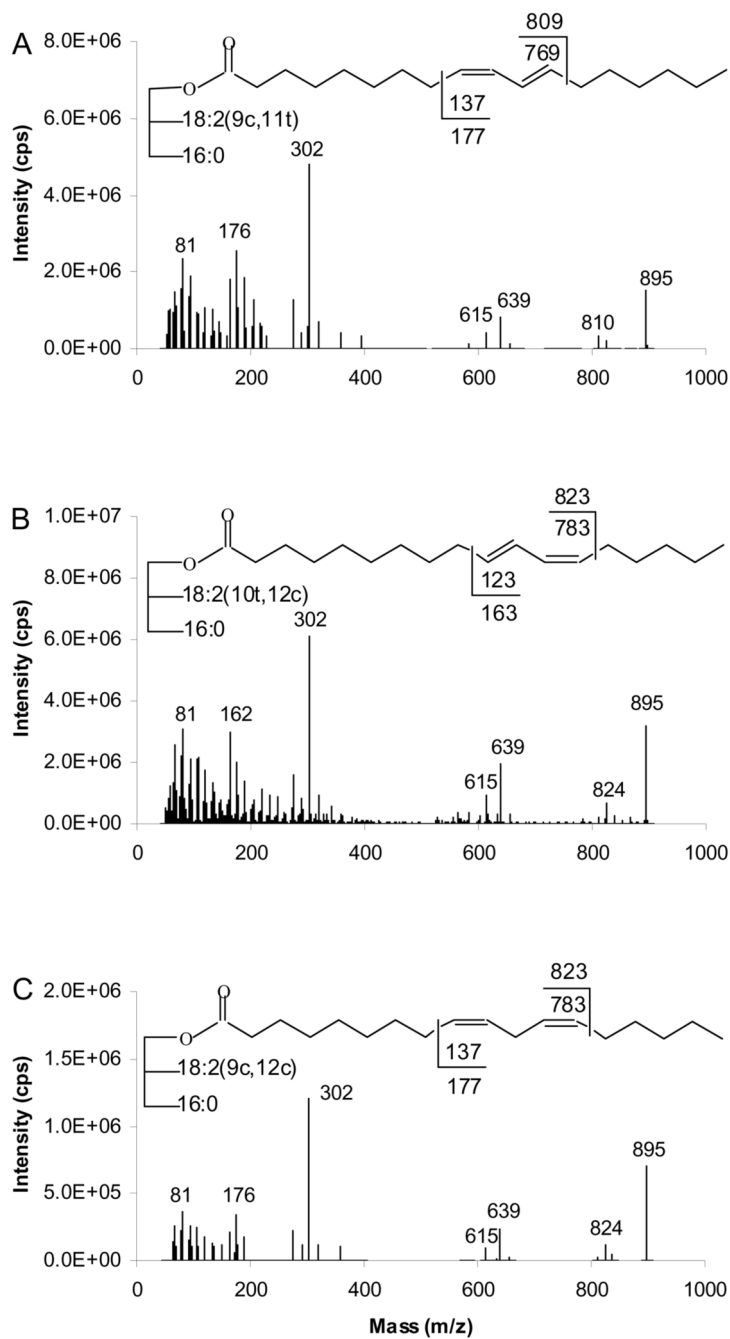 A
809
769
O
O
137
177
18:2(9c,11t)
16:0
Intensity (cps)
8.0E+06
6.0E+06
4.0E+06
2.0E+06
0.0E+00
81
176
302
615
639
810
895
0
200
400
600
800
1000
B
823
783
O
O
123
163
18:2(10t,12c)
16:0
Intensity (cps)
1.0E+07
8.0E+06
6.0E+06
4.0E+06
2.0E+06
0.0E+00
81
162
302
615
639
824
895
0
200
400
600
800
1000
C
823
783
O
O
137
177
18:2(9c,12c)
16:0
Intensity (cps)
2.0E+06
1.5E+06
1.0E+06
5.0E+05
0.0E+00
81
176
302
615
639
824
895
0
200
400
600
800
1000
Mass (m/z)